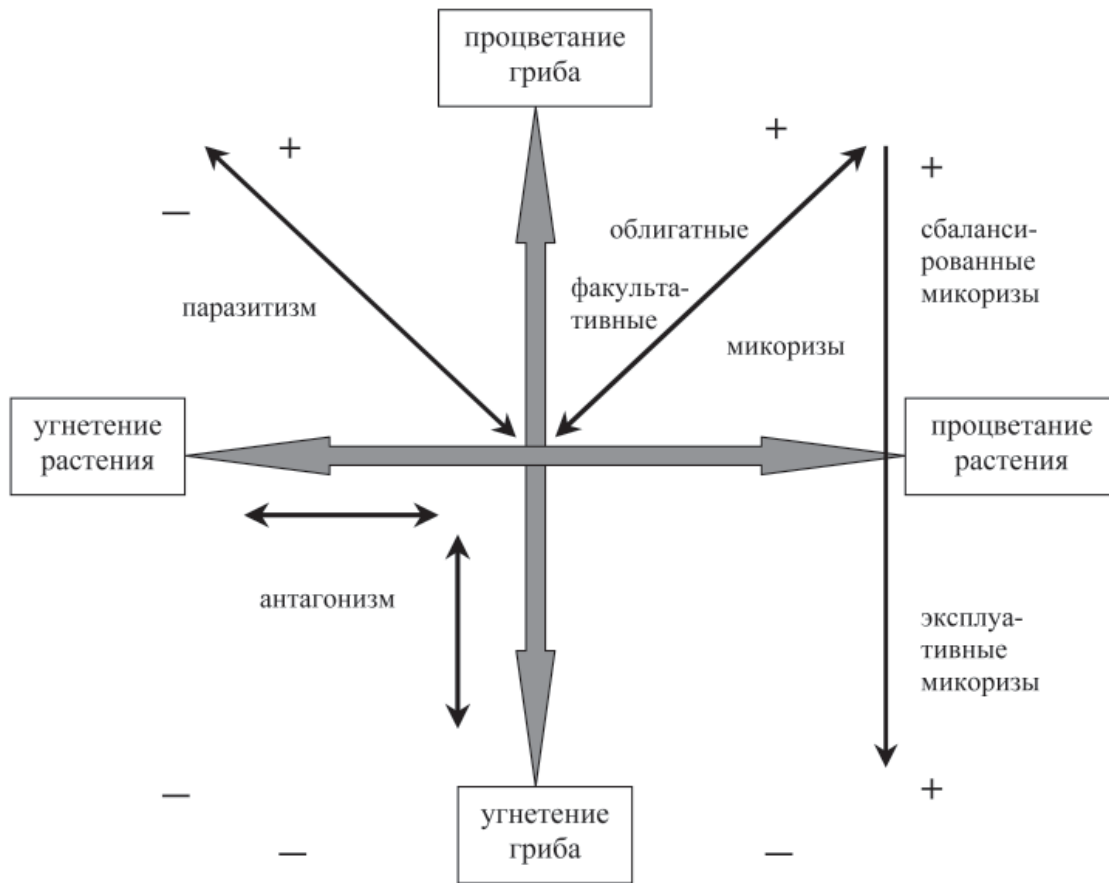 процветание
гриба
+
+
–
+
облигатные
сбаланси-
рованные
микоризы
факульта-
тивные
паразитизм
микоризы
угнетение
растения
процветание
растения
антагонизм
эксплуа-
тивные
микоризы
–
+
угнетение
гриба
–
–